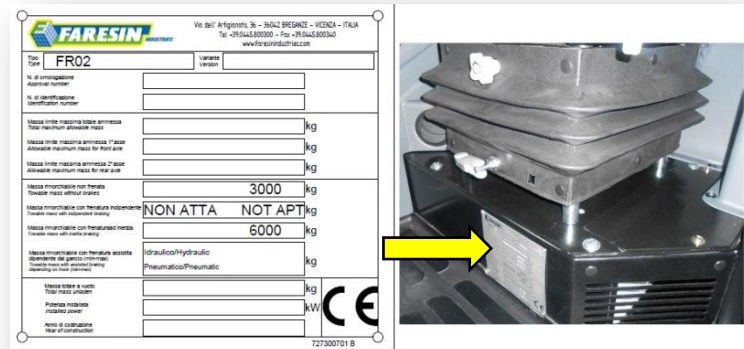 FARESIN INDUSTRIES
Via dell' Artigianato, 36 - 36042 BREGANZE - VICENZA - ITALIA
Tel +39.0445.800300 - Fax +39.0445.800340
www.faresinindustries.com
Tipo
Type
FR02
Variante
Version
N. di omologazione
Approval number
N. di identificazione
Identification number
Massa limite massima totale ammessa
Total maximum allowable mass
kg
Massa limite massima ammessa 1°asse
Allowable maximum mass for front axle
kg
Massa limite massima ammessa 2°asse
Allowable maximum mass for rear axle
kg
Massa rimorchiabile non frenata
Towable mass without brakes
3000 kg
Massa rimorchiabile con frenatura indipendente
Towable mass with independent braking
NON ATTA NOT APT kg
Massa rimorchiabile con frenaturaad inerzia
Towable mass with inertia braking
6000 kg
Massa rimorchiabile con frenatura assistita
dipendente dal gancio (min-max)
Towable mass with assisted braking
depending on hook (min-max)
Idraulico/Hydraulic
Pneumatico/Pneumatic
kg
Massa totale a vuoto
Total mass unladen
kg
Potenza installata
Installed power
kW
Anno di costruzione
Year of construction
CE
727300701 B